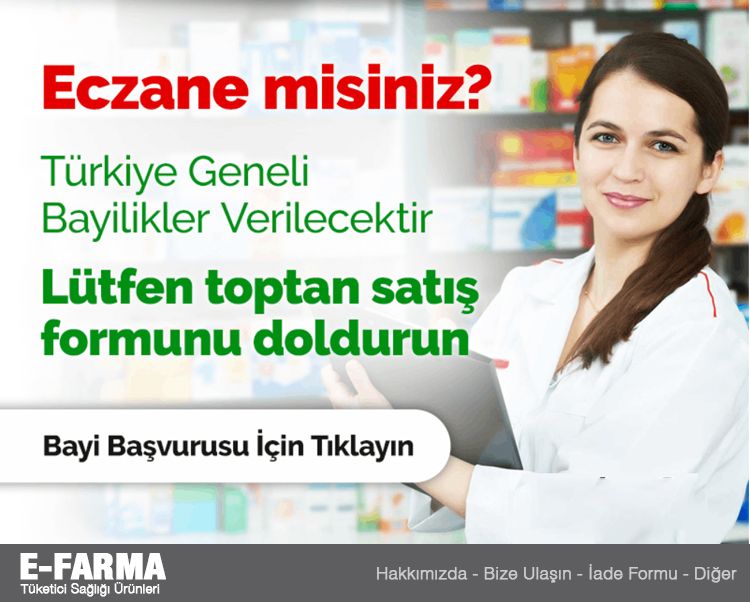 Eczane misiniz?
Türkiye Geneli
Bayilikler Verilecektir
Lütfen toptan satış
formunu doldurun
Bayi Başvurusu İçin Tıklayın
E-FARMA
Tüketici Sağlığı Ürünleri
Hakkımızda - Bize Ulaşın - İade Formu - Diğer